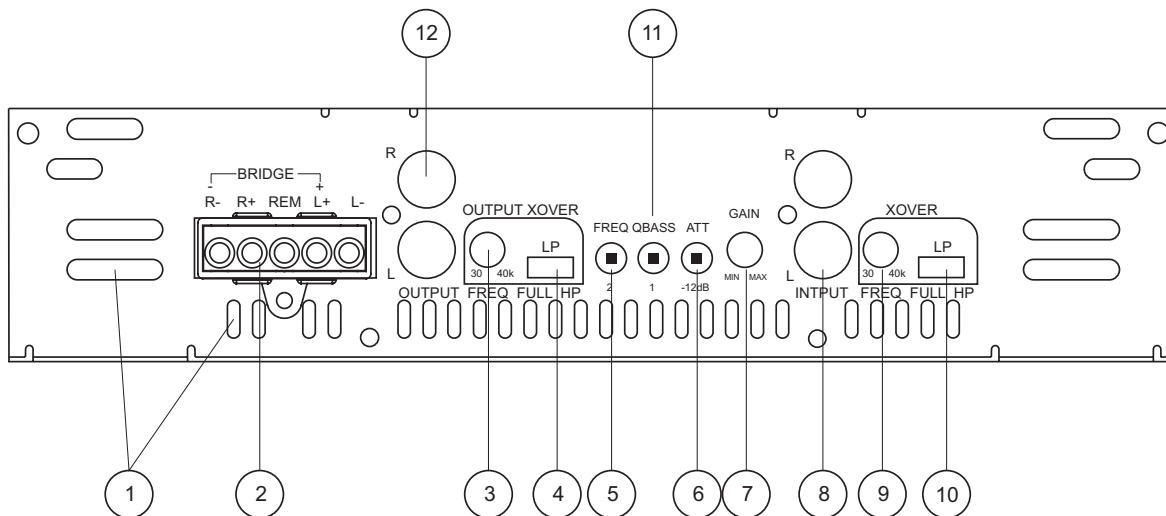 12 11
R R
- BRIDGE +
R- R+ REM L+ L-
OUTPUT XOVER GAIN XOVER
FREQ QBASS ATT
LP LP
30 40k MIN MAX 30 40k
L L
2 1 -12dB
OUTPUT FREQ FULL HP INTPUT FREQ FULL HP
1 2 3 4 5 6 7 8 9 10